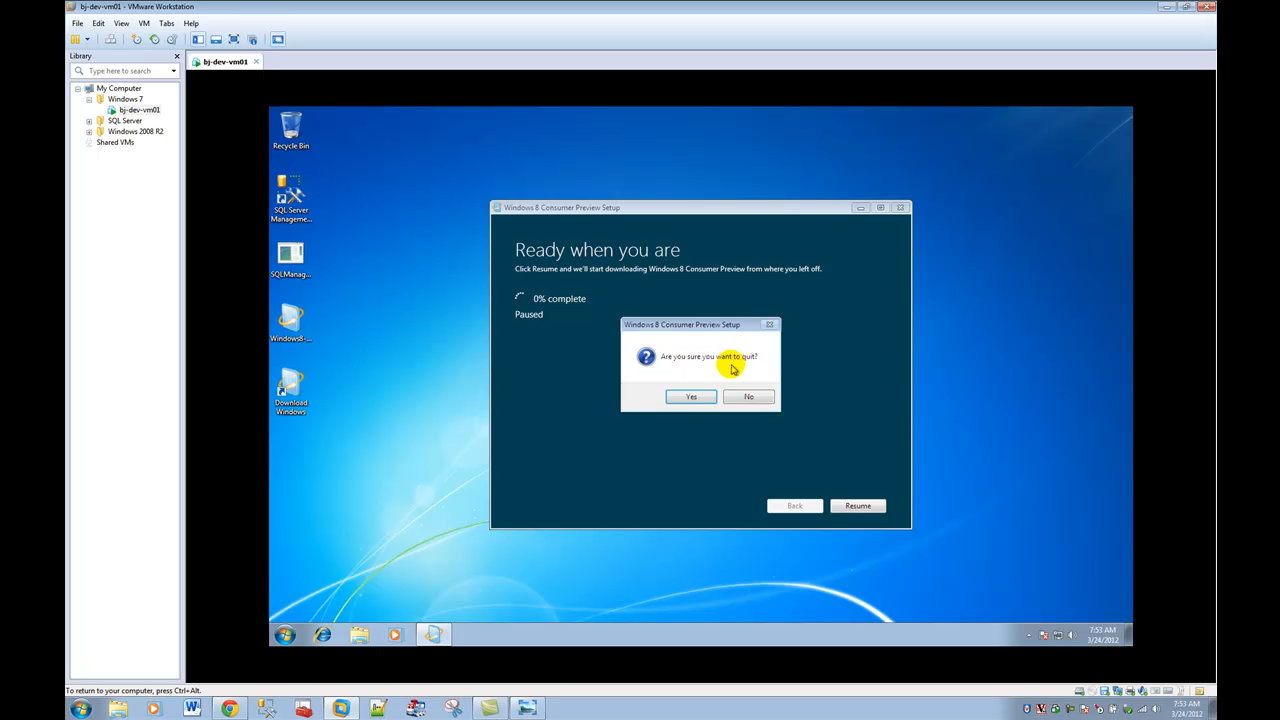 bj-dev-vm01 - VMware Workstation
File Edit View VM Tabs Help
Library
Type here to search
bj-dev-vm01
My Computer
Windows 7
bj-dev-vm01
SQL Server
Windows 2008 R2
Shared VMs
Recycle Bin
SQL Server
Manageme...
SQLManag...
Windows8-...
Download
Windows
Windows 8 Consumer Preview Setup
Ready when you are
Click Resume and we'll start downloading Windows 8 Consumer Preview from where you left off.
0% complete
Paused
Windows 8 Consumer Preview Setup
Are you sure you want to quit?
Yes No
Back Resume
7:53 AM
3/24/2012
To return to your computer, press Ctrl+Alt.
7:53 AM
3/24/2012